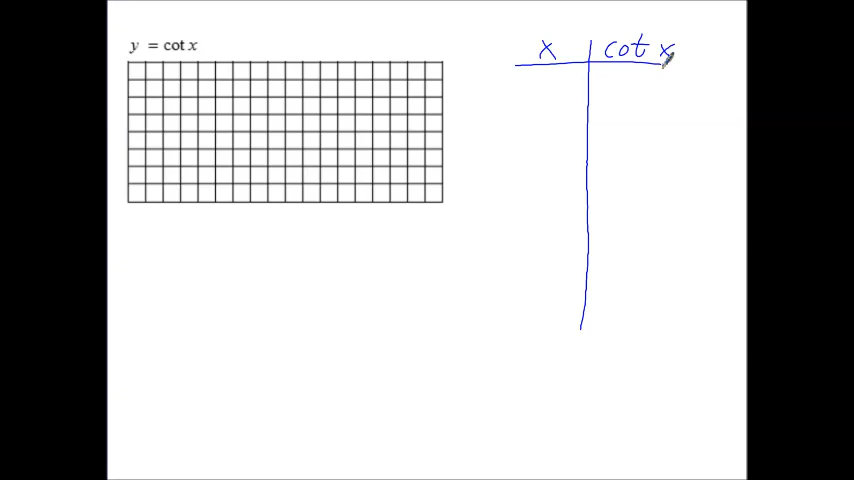 y = cot x
x cot x